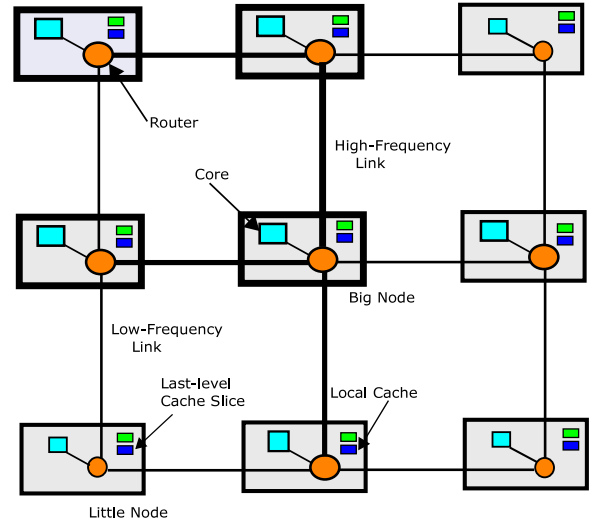 Router
High-Frequency
Link
Core
Big Node
Low-Frequency
Link
Last-level
Cache Slice
Local Cache
Little Node